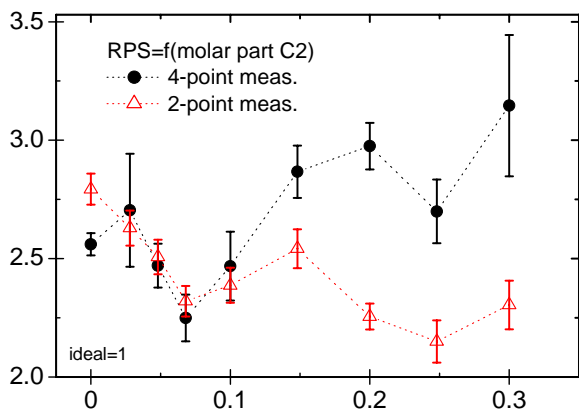 3.5
RPS=f(molar part C2)
4-point meas.
2-point meas.
3.0
2.5
ideal=1
2.0
0
0.1
0.2
0.3